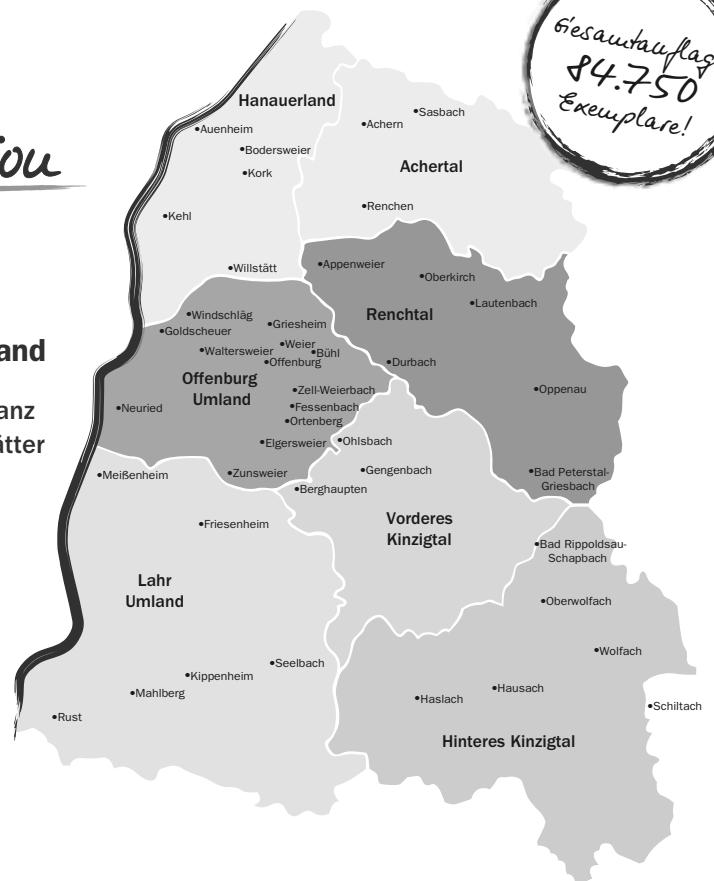 Gesamtauflag
84.750
Exemplare!
Hanauerland
Auenheim
Bodersweier
Kork
Kehl
Willstätt
Sasbach
Achern
Achertal
Renchen
Appenweier
Oberkirch
Renchtal
Lautenbach
Durbach
Oppenau
Bad Peterstal-
Griesbach
and
anz
ätter
Windschläg
Goldscheuer
Griesheim
Weier
Waltersweier
Bühl
Offenburg
Offenburg
Umland
Zell-Weierbach
Neuried
Fessenbach
Ortenberg
Elgersweier
Zunsweier
Ohlsbach
Gengenbach
Berghaupten
Vorderes
Kinzigtal
Meißenheim
Friesenheim
Lahr
Umland
Seelbach
Kippenheim
Mahlberg
Rust
Bad Rippoldsau-
Schapbach
Oberwolfach
Wolfach
Hausach
Haslach
Schiltach
Hinteres Kinzigtal